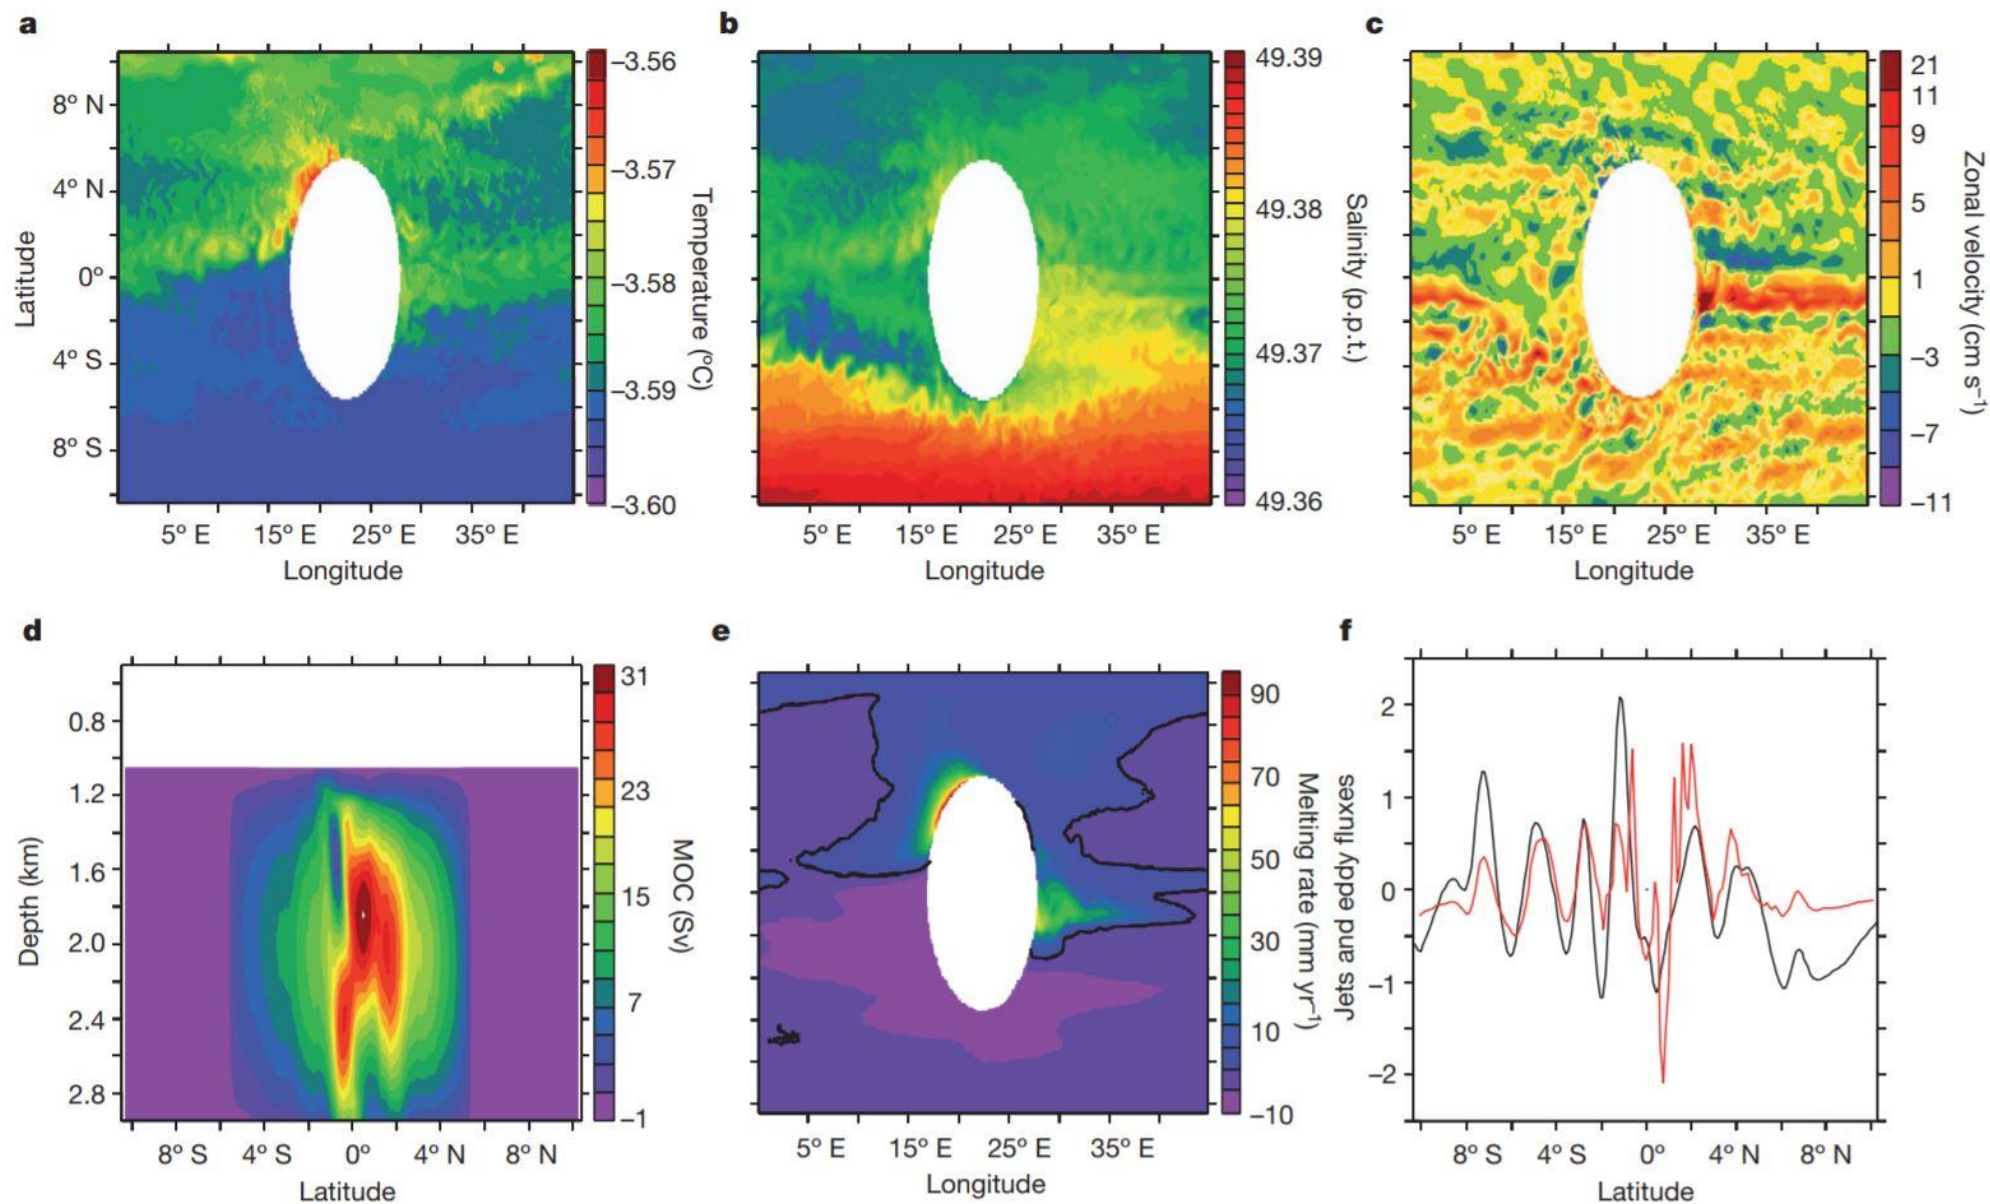 a
8° N
4° N
0°
4° S
8° S
Latitude
5° E 15° E 25° E 35° E
Longitude
–3.56
–3.57
–3.58
–3.59
–3.60
Temperature (°C)
b
5° E 15° E 25° E 35° E
Longitude
49.39
49.38
49.37
49.36
Salinity (p.p.t.)
c
5° E 15° E 25° E 35° E
Longitude
21
11
9
5
1
–3
–7
–11
Zonal velocity (cm s⁻¹)
d
0.8
1.2
1.6
2.0
2.4
2.8
Depth (km)
8° S 4° S 0° 4° N 8° N
Latitude
31
23
15
7
–1
MOC (Sv)
e
5° E 15° E 25° E 35° E
Longitude
90
70
50
30
10
–10
Melting rate (mm yr⁻¹)
f
2
1
0
–1
–2
Jets and eddy fluxes
8° S 4° S 0° 4° N 8° N
Latitude